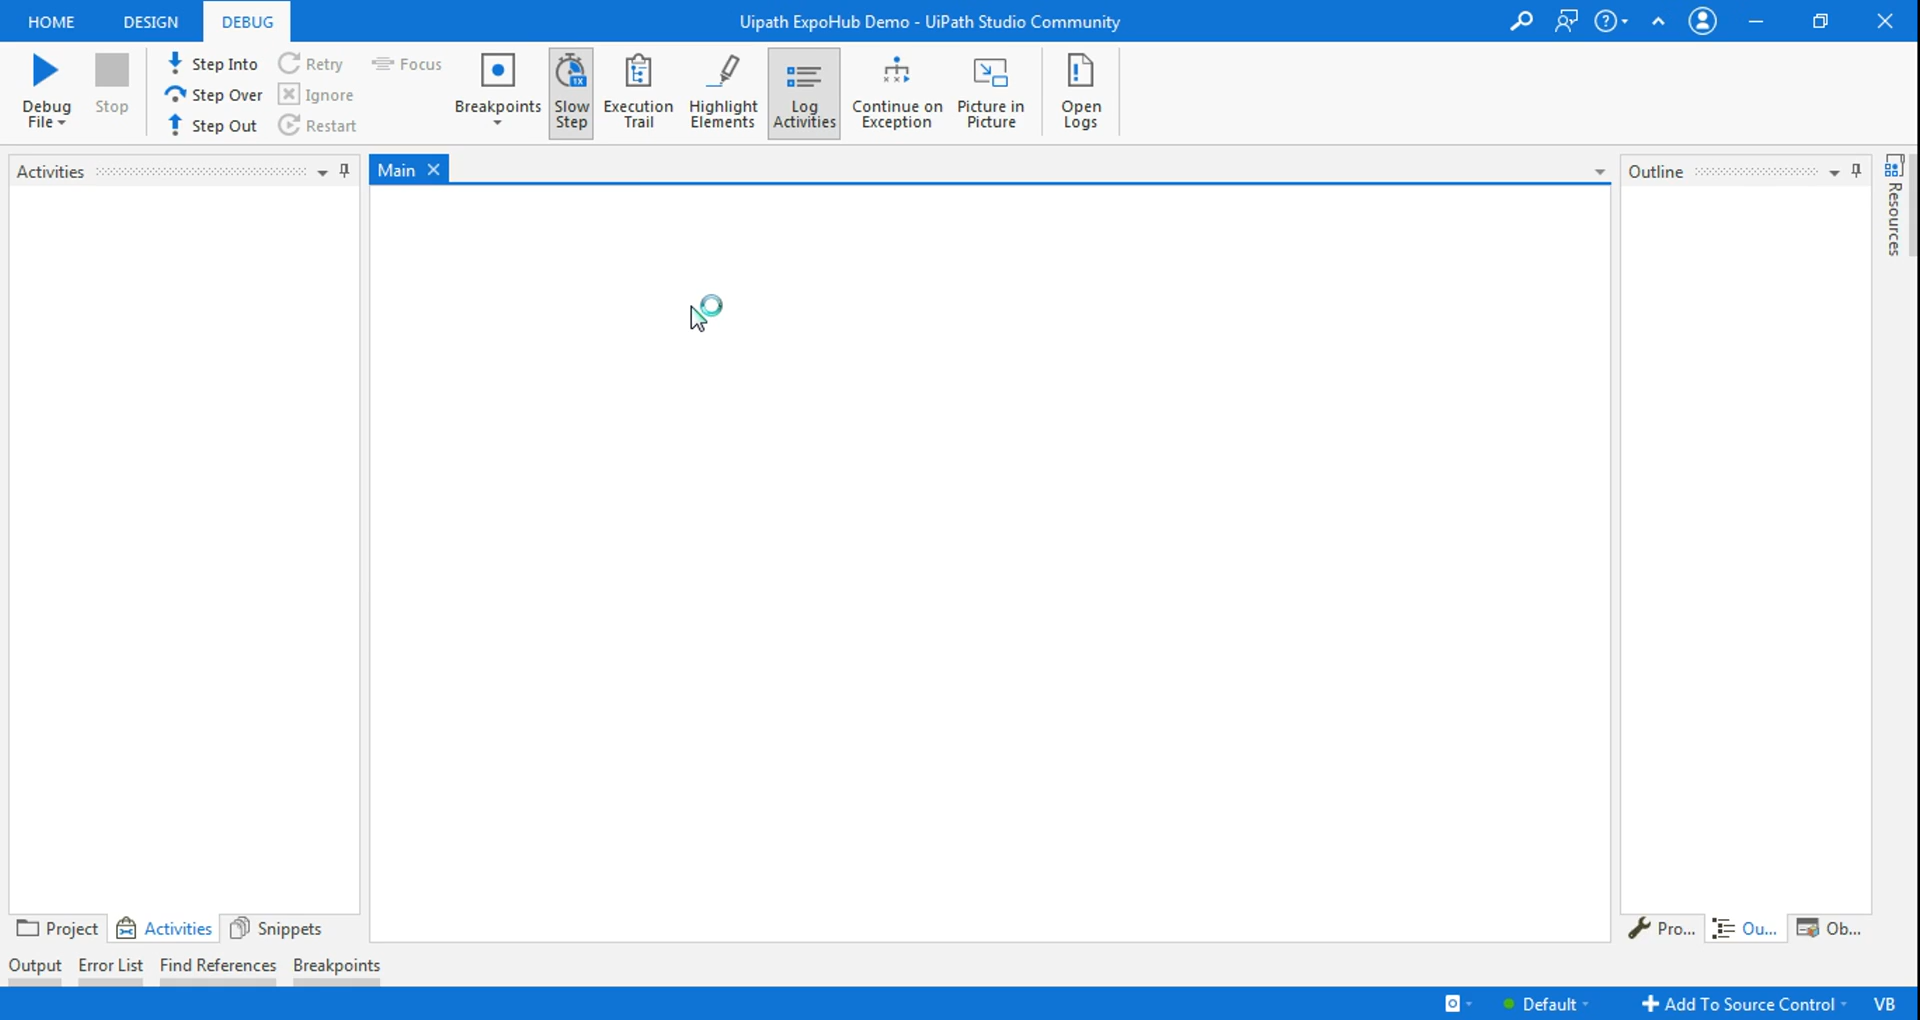 HOME DESIGN DEBUG Uipath ExpoHub Demo - UiPath Studio Community
Debug File
Stop
Step Into
Step Over
Step Out
Retry
Ignore
Restart
Focus
Breakpoints
Slow Step
1X
Execution Trail
Highlight Elements
Log Activities
Continue on Exception
Picture in Picture
Open Logs
Activities
Main
Outline
Resources
Project Activities Snippets
Pro... Ou... Ob...
Output Error List Find References Breakpoints
Default Add To Source Control VB